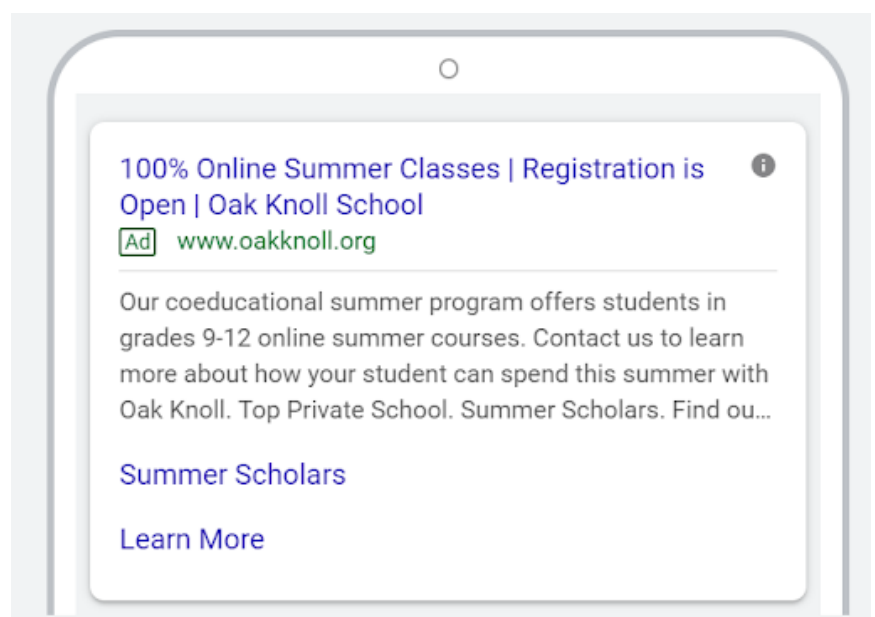 100% Online Summer Classes | Registration is
Open | Oak Knoll School
Ad www.oakknoll.org
Our coeducational summer program offers students in
grades 9-12 online summer courses. Contact us to learn
more about how your student can spend this summer with
Oak Knoll. Top Private School. Summer Scholars. Find ou...
Summer Scholars
Learn More